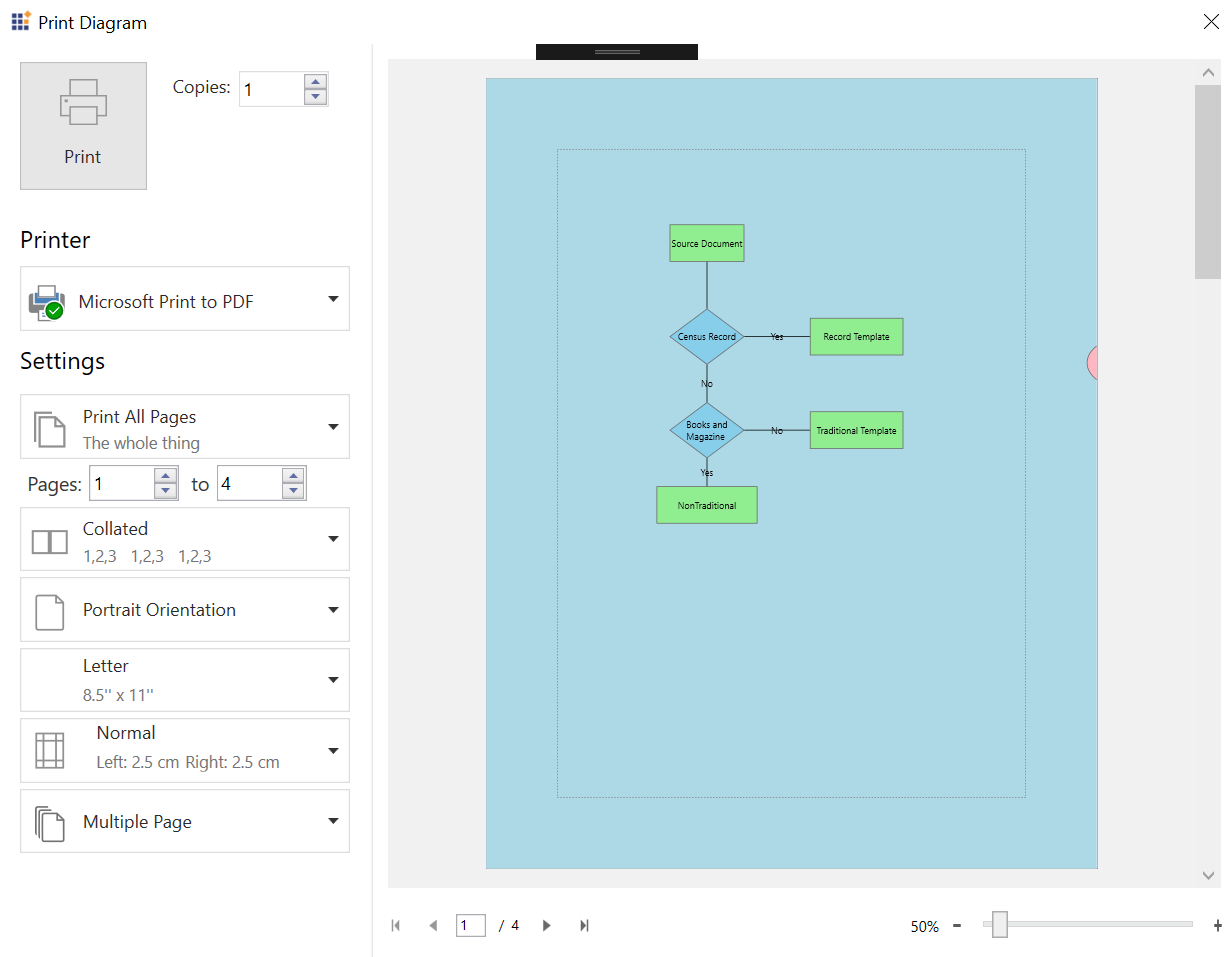 Print Diagram
Print
Copies: 1
Printer
Microsoft Print to PDF
Settings
Print All Pages
The whole thing
Pages: 1 to 4
Collated
1,2,3 1,2,3 1,2,3
Portrait Orientation
Letter
8.5'' x 11''
Normal
Left: 2.5 cm Right: 2.5 cm
Multiple Page
Source Document
Census Record
Yes
Record Template
No
Books and
Magazine
No
Traditional Template
Yes
NonTraditional
1 / 4
50% - +